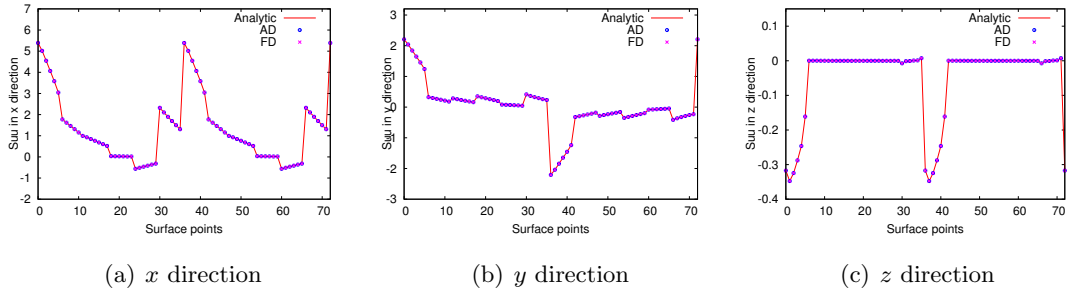 Analytic
AD
FD
Suu in x direction
7
6
5
4
3
2
1
0
-1
-2
0 10 20 30 40 50 60 70
Surface points
(a) x direction
Analytic
AD
FD
Suu in y direction
3
2
1
0
-1
-2
-3
0 10 20 30 40 50 60 70
Surface points
(b) y direction
Analytic
AD
FD
Suu in z direction
0.1
0
-0.1
-0.2
-0.3
-0.4
0 10 20 30 40 50 60 70
Surface points
(c) z direction